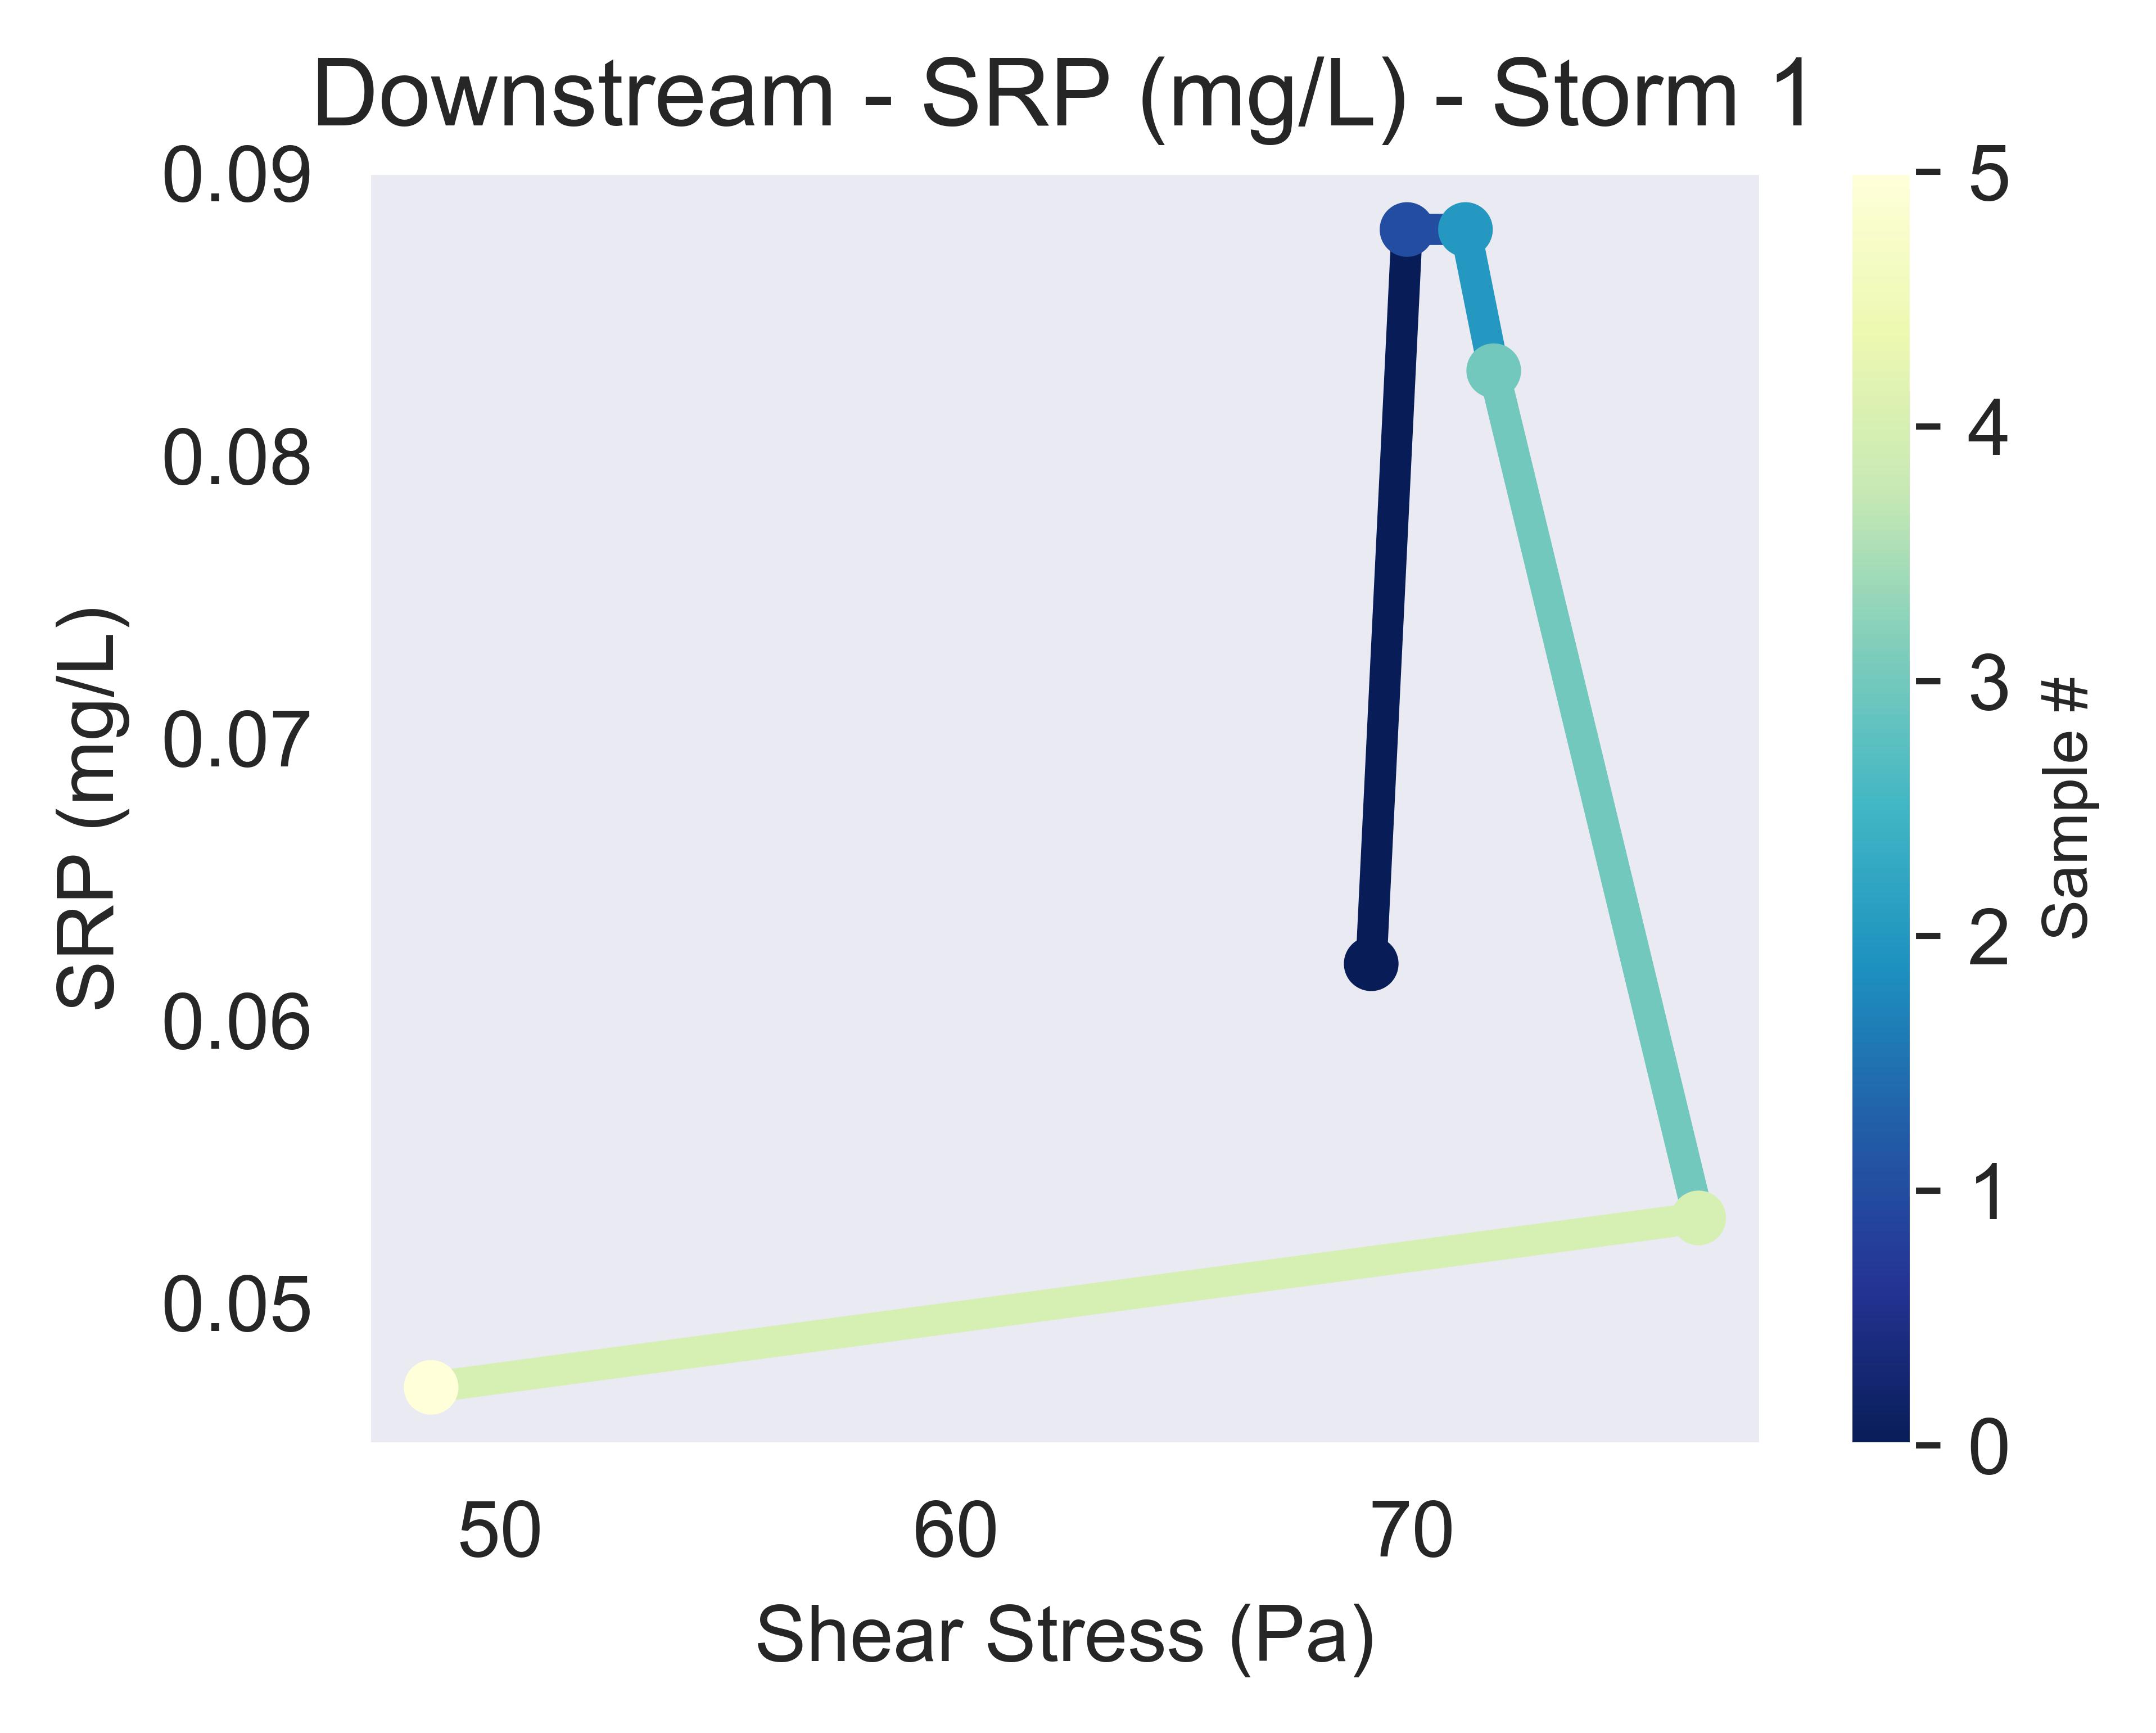 Downstream - SRP (mg/L) - Storm 1
0.09
0.08
0.07
0.06
0.05
SRP (mg/L)
50 60 70
Shear Stress (Pa)
5
4
3
2
1
0
Sample #